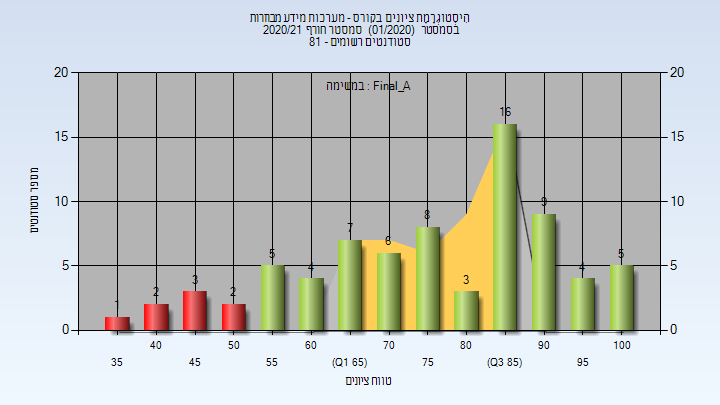 היסטוגרמת ציונים בקורס - מערכות מידע מבוזרות
בסמסטר (01/2020) סמסטר חורף 2020/21
סטודנטים רשומים - 81
במשימה : Final_A
מספר סטודנטים
20 20
15 15
10 10
5 5
0 0
1 2 3 2 5 4 7 6 8 3 16 9 4 5
40 50 60 70 80 90 100
35 45 55 (Q1 65) 75 (Q3 85) 95
טווח ציונים